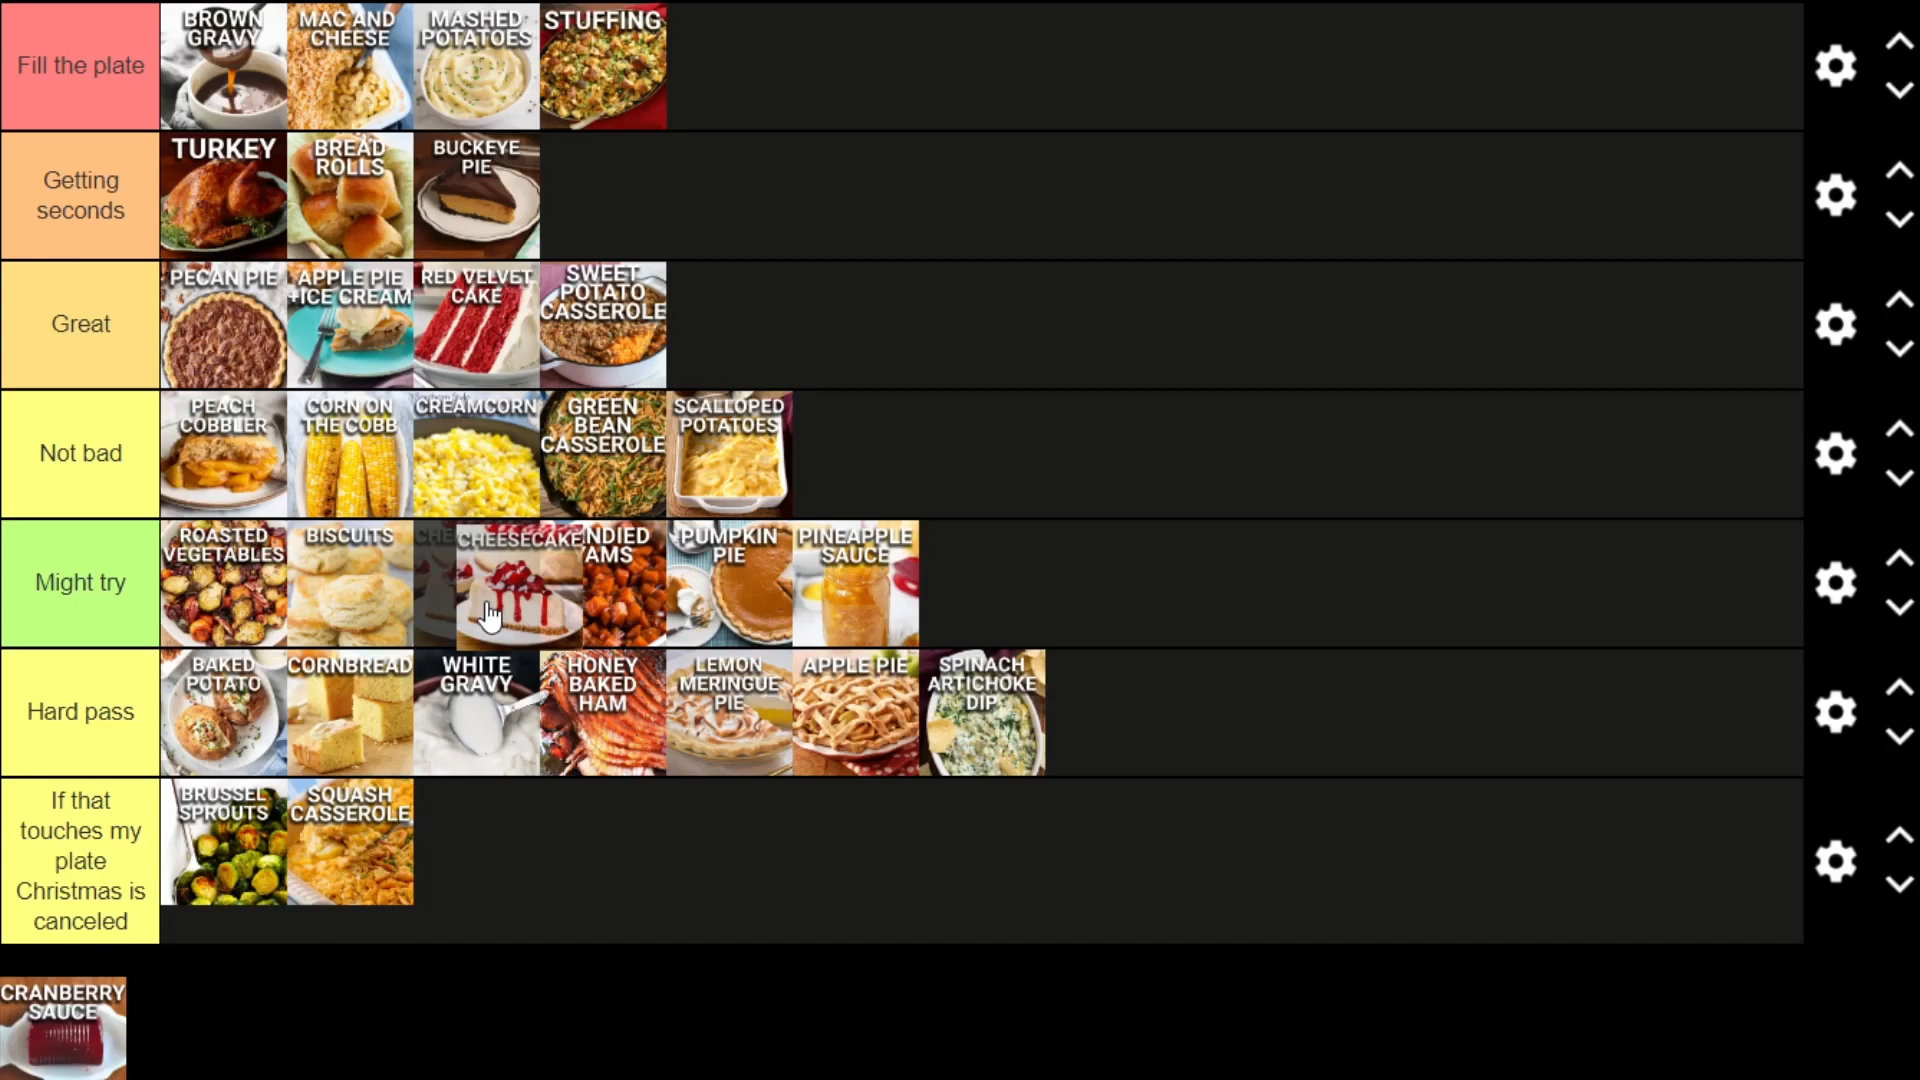 Fill the plate
BROWN
GRAVY
MAC AND
CHEESE
MASHED
POTATOES
STUFFING
Getting
seconds
TURKEY
BREAD
ROLLS
BUCKEYE
PIE
Great
PECAN PIE
APPLE PIE
+ICE CREAM
RED VELVET
CAKE
SWEET
POTATO
CASSEROLE
Not bad
PEACH
COBBLER
CORN ON
THE COBB
CREAMCORN
GREEN
BEAN
CASSEROLE
SCALLOPED
POTATOES
Might try
ROASTED
VEGETABLES
BISCUITS
CHE
CHEESECAKE
NDIED
YAMS
PUMPKIN
PIE
PINEAPPLE
SAUCE
Hard pass
BAKED
POTATO
CORNBREAD
WHITE
GRAVY
HONEY
BAKED
HAM
LEMON
MERINGUE
PIE
APPLE PIE
SPINACH
ARTICHOKE
DIP
If that
touches my
plate
Christmas is
canceled
BRUSSEL
SPROUTS
SQUASH
CASSEROLE
CRANBERRY
SAUCE